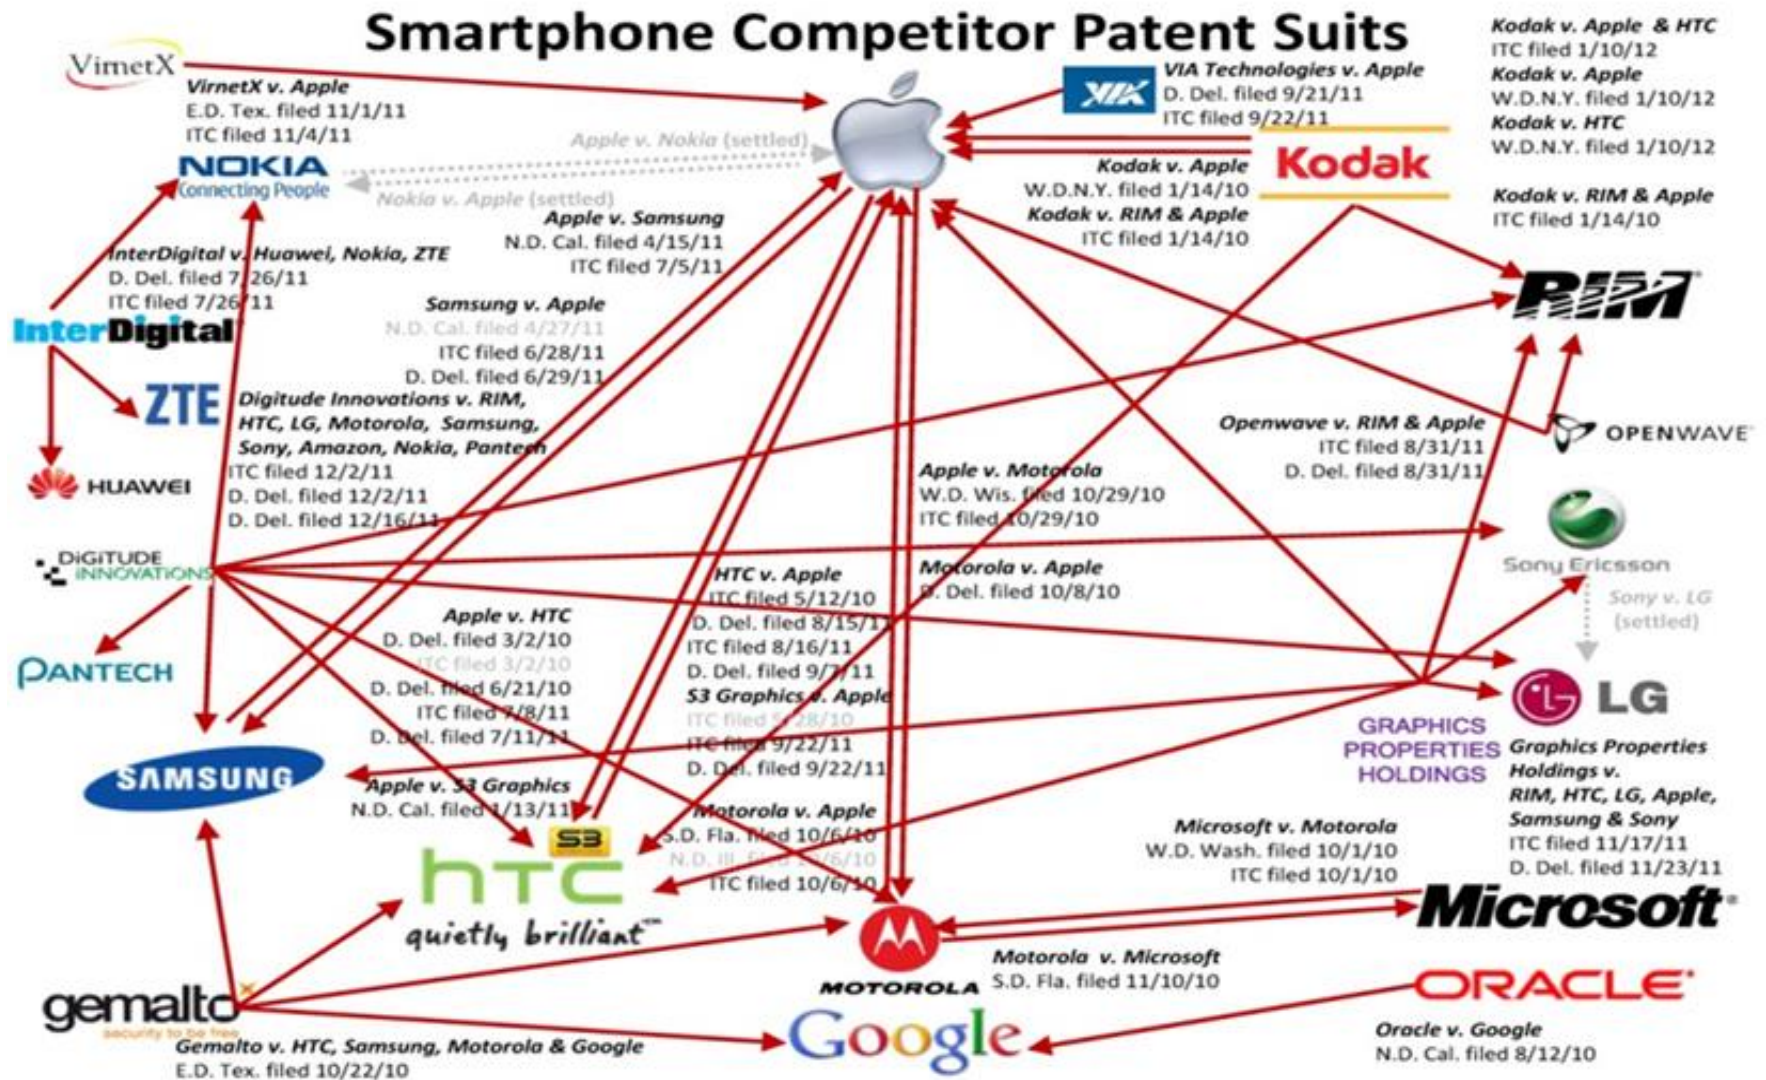 Smartphone Competitor Patent Suits
VirnetX
VirnetX v. Apple
E.D. Tex. filed 11/1/11
ITC filed 11/4/11
NOKIA
Connecting People
Apple v. Nokia (settled)
Nokia v. Apple (settled)
VIA
VIA Technologies v. Apple
D. Del. filed 9/21/11
ITC filed 9/22/11
Kodak
Kodak v. Apple
W.D.N.Y. filed 1/14/10
Kodak v. RIM & Apple
ITC filed 1/14/10
Kodak v. Apple & HTC
ITC filed 1/10/12
Kodak v. Apple
W.D.N.Y. filed 1/10/12
Kodak v. HTC
W.D.N.Y. filed 1/10/12
Kodak v. RIM & Apple
ITC filed 1/14/10
Apple v. Samsung
N.D. Cal. filed 4/15/11
ITC filed 7/5/11
InterDigital v. Huawei, Nokia, ZTE
D. Del. filed 7/26/11
ITC filed 7/26/11
InterDigital
RIM
Samsung v. Apple
N.D. Cal. filed 4/27/11
ITC filed 6/28/11
D. Del. filed 6/29/11
ZTE
Digitude Innovations v. RIM,
HTC, LG, Motorola, Samsung,
Sony, Amazon, Nokia, Pantech
ITC filed 12/2/11
D. Del. filed 12/2/11
D. Del. filed 12/16/11
HUAWEI
Openwave v. RIM & Apple
ITC filed 8/31/11
D. Del. filed 8/31/11
OPENWAVE
Apple v. Motorola
W.D. Wis. filed 10/29/10
ITC filed 10/29/10
DiGiTUDE
iNNOVATiONS
Sony Ericsson
Sony v. LG
(settled)
Motorola v. Apple
D. Del. filed 10/8/10
HTC v. Apple
ITC filed 5/12/10
D. Del. filed 8/15/11
ITC filed 8/16/11
D. Del. filed 9/7/11
S3 Graphics v. Apple
ITC filed 5/28/10
ITC filed 9/22/11
D. Del. filed 9/22/11
Apple v. HTC
D. Del. filed 3/2/10
ITC filed 3/2/10
D. Del. filed 6/21/10
ITC filed 7/8/11
D. Del. filed 7/11/11
PANTECH
LG
LG
GRAPHICS
PROPERTIES
HOLDINGS
Graphics Properties
Holdings v.
RIM, HTC, LG, Apple,
Samsung & Sony
ITC filed 11/17/11
D. Del. filed 11/23/11
SAMSUNG
Apple v. S3 Graphics
N.D. Cal. filed 1/13/11
S3
hTC
quietly brilliant
Motorola v. Apple
S.D. Fla. filed 10/6/10
N.D. Ill. filed 10/6/10
ITC filed 10/6/10
Microsoft v. Motorola
W.D. Wash. filed 10/1/10
ITC filed 10/1/10
Microsoft
MOTOROLA
Motorola v. Microsoft
S.D. Fla. filed 11/10/10
gemalto
security to be free
Gemalto v. HTC, Samsung, Motorola & Google
E.D. Tex. filed 10/22/10
Google
ORACLE
Oracle v. Google
N.D. Cal. filed 8/12/10